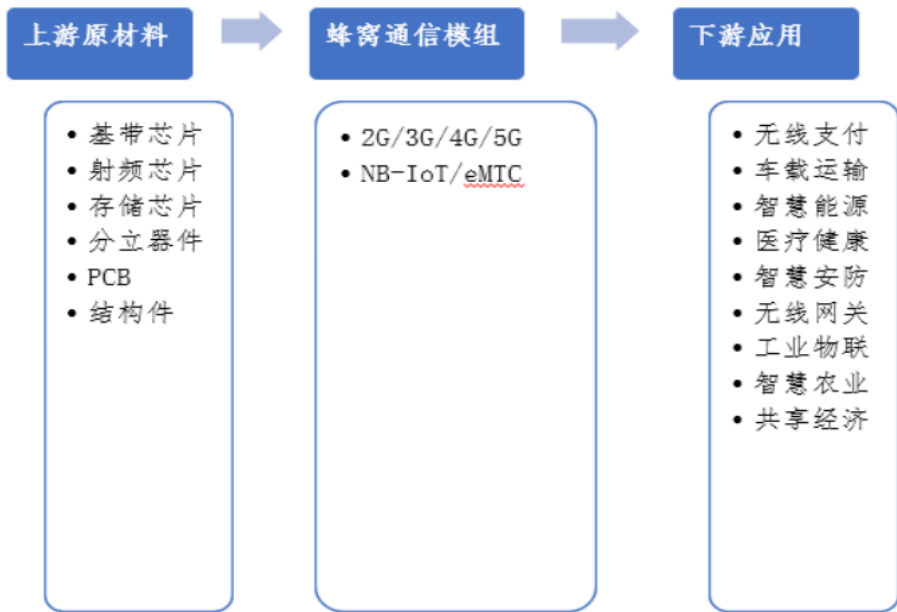 上游原材料
蜂窝通信模组
下游应用
• 基带芯片
• 射频芯片
• 存储芯片
• 分立器件
• PCB
• 结构件
• 2G/3G/4G/5G
• NB-IoT/eMTC
• 无线支付
• 车载运输
• 智慧能源
• 医疗健康
• 智慧安防
• 无线网关
• 工业物联
• 智慧农业
• 共享经济